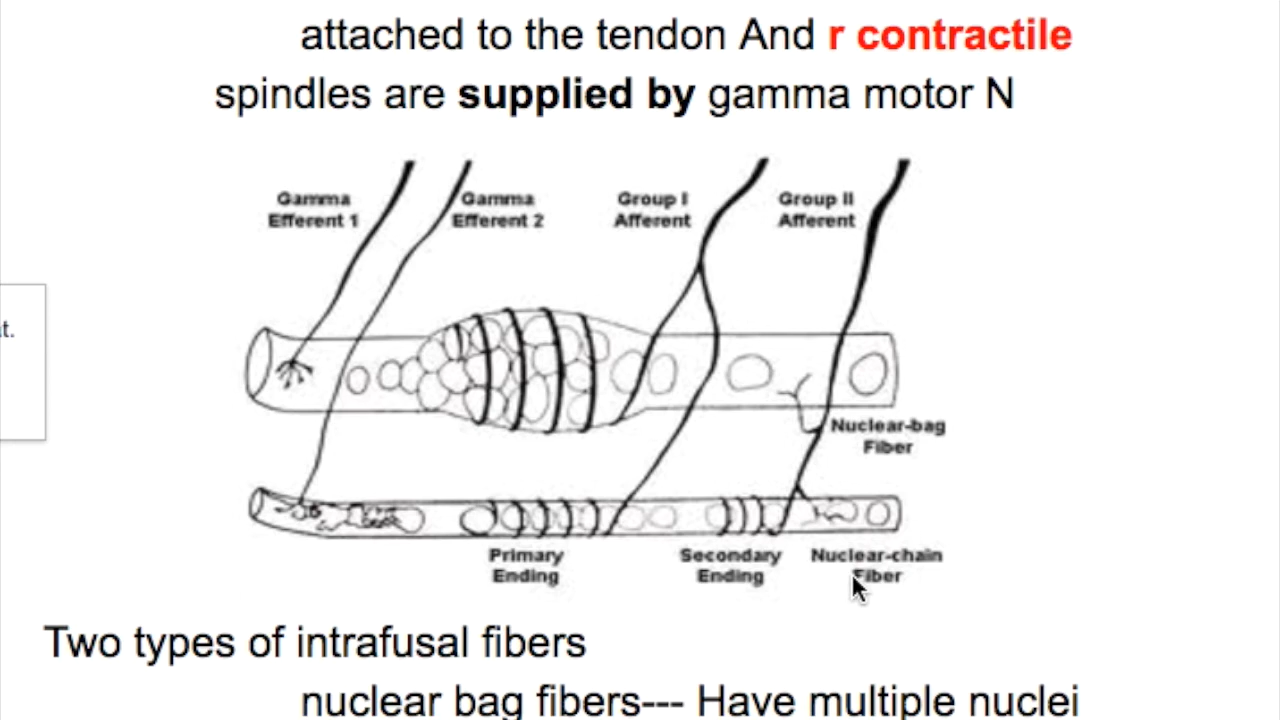 attached to the tendon And r contractile
spindles are supplied by gamma motor N
Gamma Efferent 1
Gamma Efferent 2
Group I Afferent
Group II Afferent
t.
Nuclear-bag Fiber
Primary Ending
Secondary Ending
Nuclear-chain Fiber
Two types of intrafusal fibers
nuclear bag fibers--- Have multiple nuclei